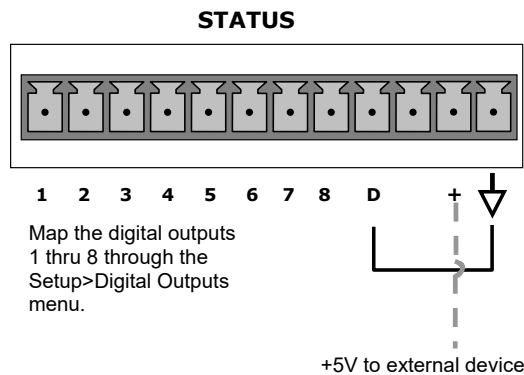 STATUS
1 2 3 4 5 6 7 8 D +
Map the digital outputs
1 thru 8 through the
Setup>Digital Outputs
menu.
+5V to external device